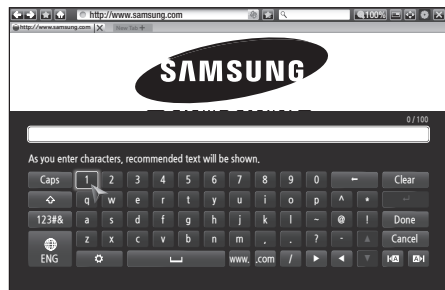 http://www.samsung.com 100%
http://www.samsung.com New Tab +
SAMSUNG
0 / 100
As you enter characters, recommended text will be shown.
Caps 1 2 3 4 5 6 7 8 9 0 ← Clear
q w e r t y u i o p ^ *
123#& a s d f g h j k l ~ @ ! Done
z x c v b n m , . ? - Cancel
ENG www. .com /